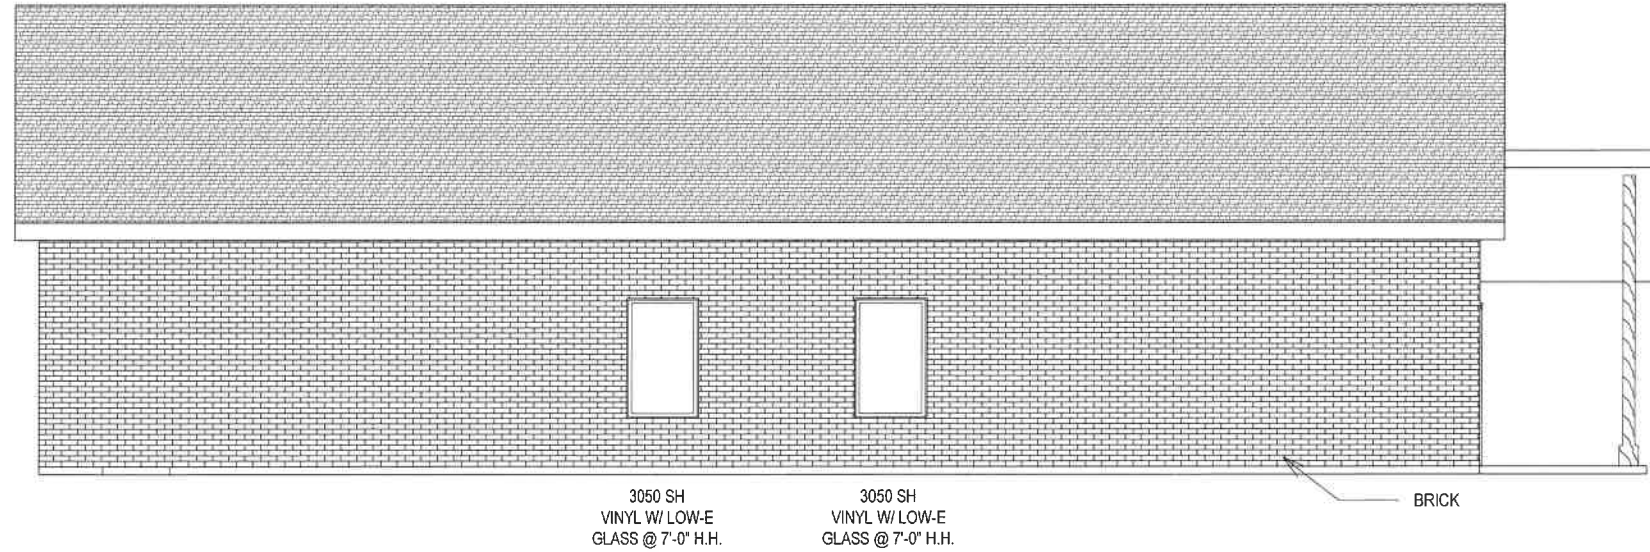 3050 SH
VINYL W/ LOW-E
GLASS @ 7'-0" H.H.
3050 SH
VINYL W/ LOW-E
GLASS @ 7'-0" H.H.
BRICK